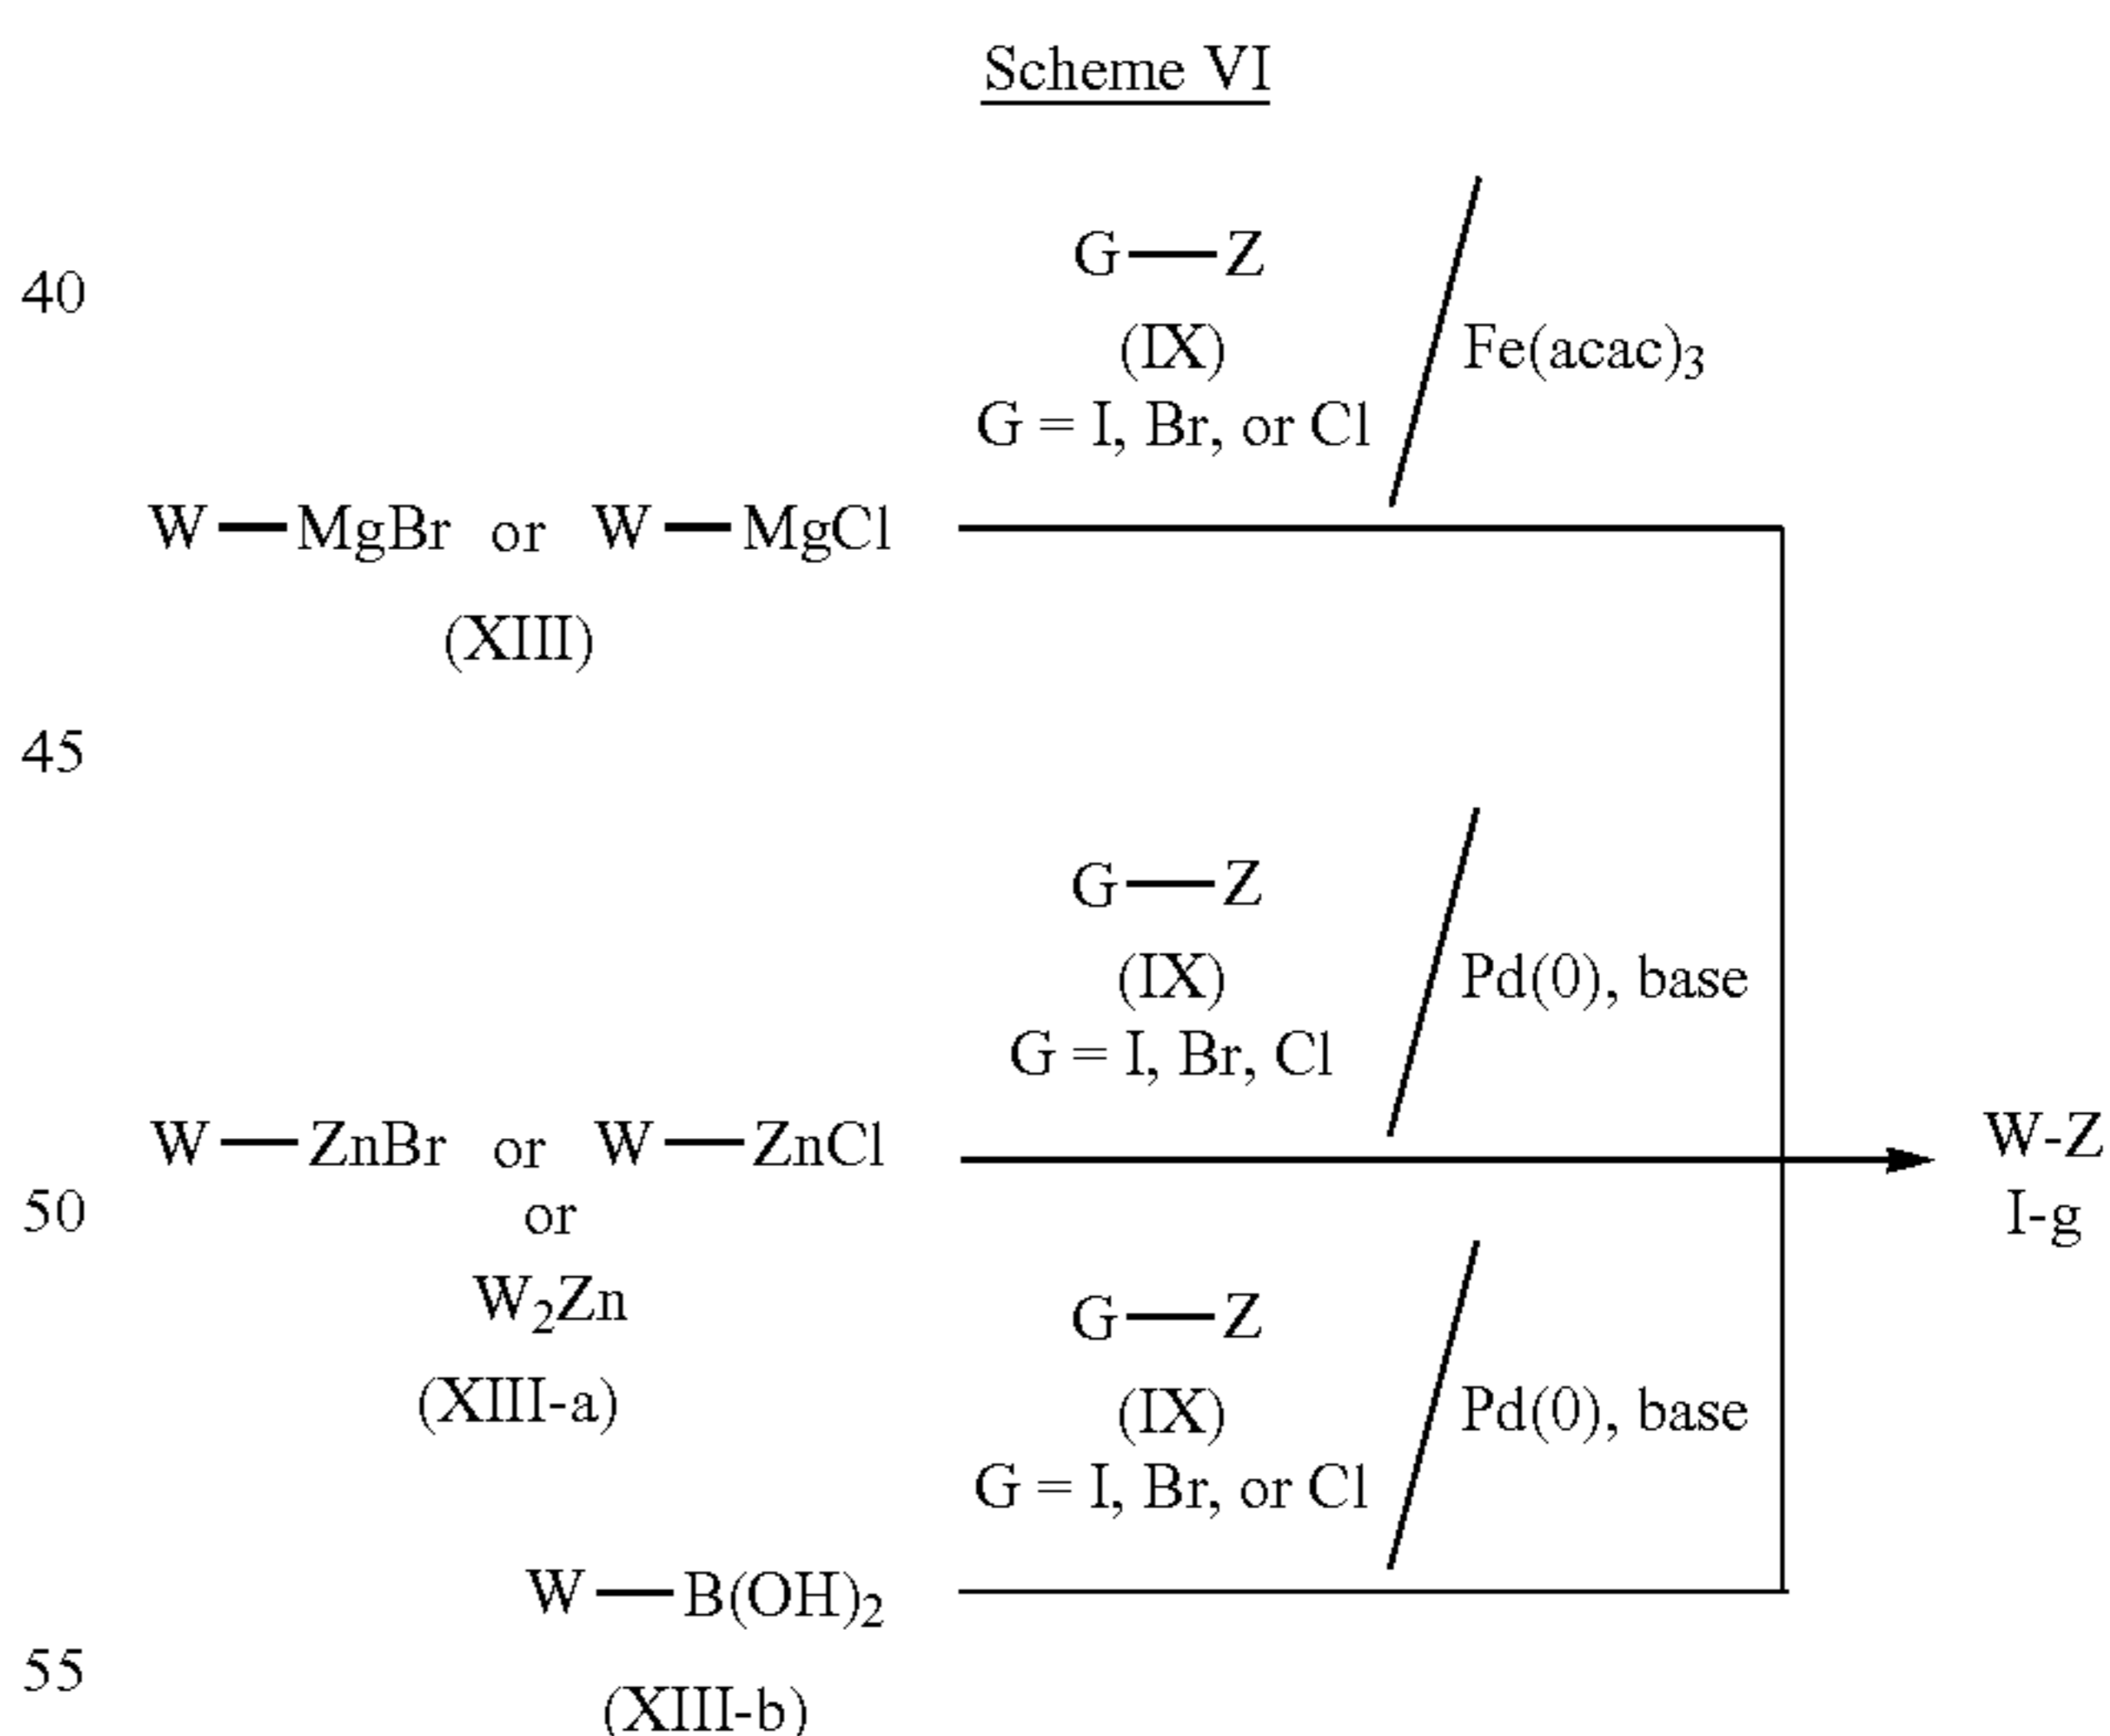 Scheme VI
G—Z
40
(IX)
Fe(acac)₃
G = I, Br, or Cl
W—MgBr or W—MgCl
(XIII)
45
G—Z
(IX)
Pd(0), base
G = I, Br, Cl
W—ZnBr or W—ZnCl
W-Z
50
or
I-g
W₂Zn
G—Z
(XIII-a)
(IX)
Pd(0), base
G = I, Br, or Cl
W—B(OH)₂
55
(XIII-b)